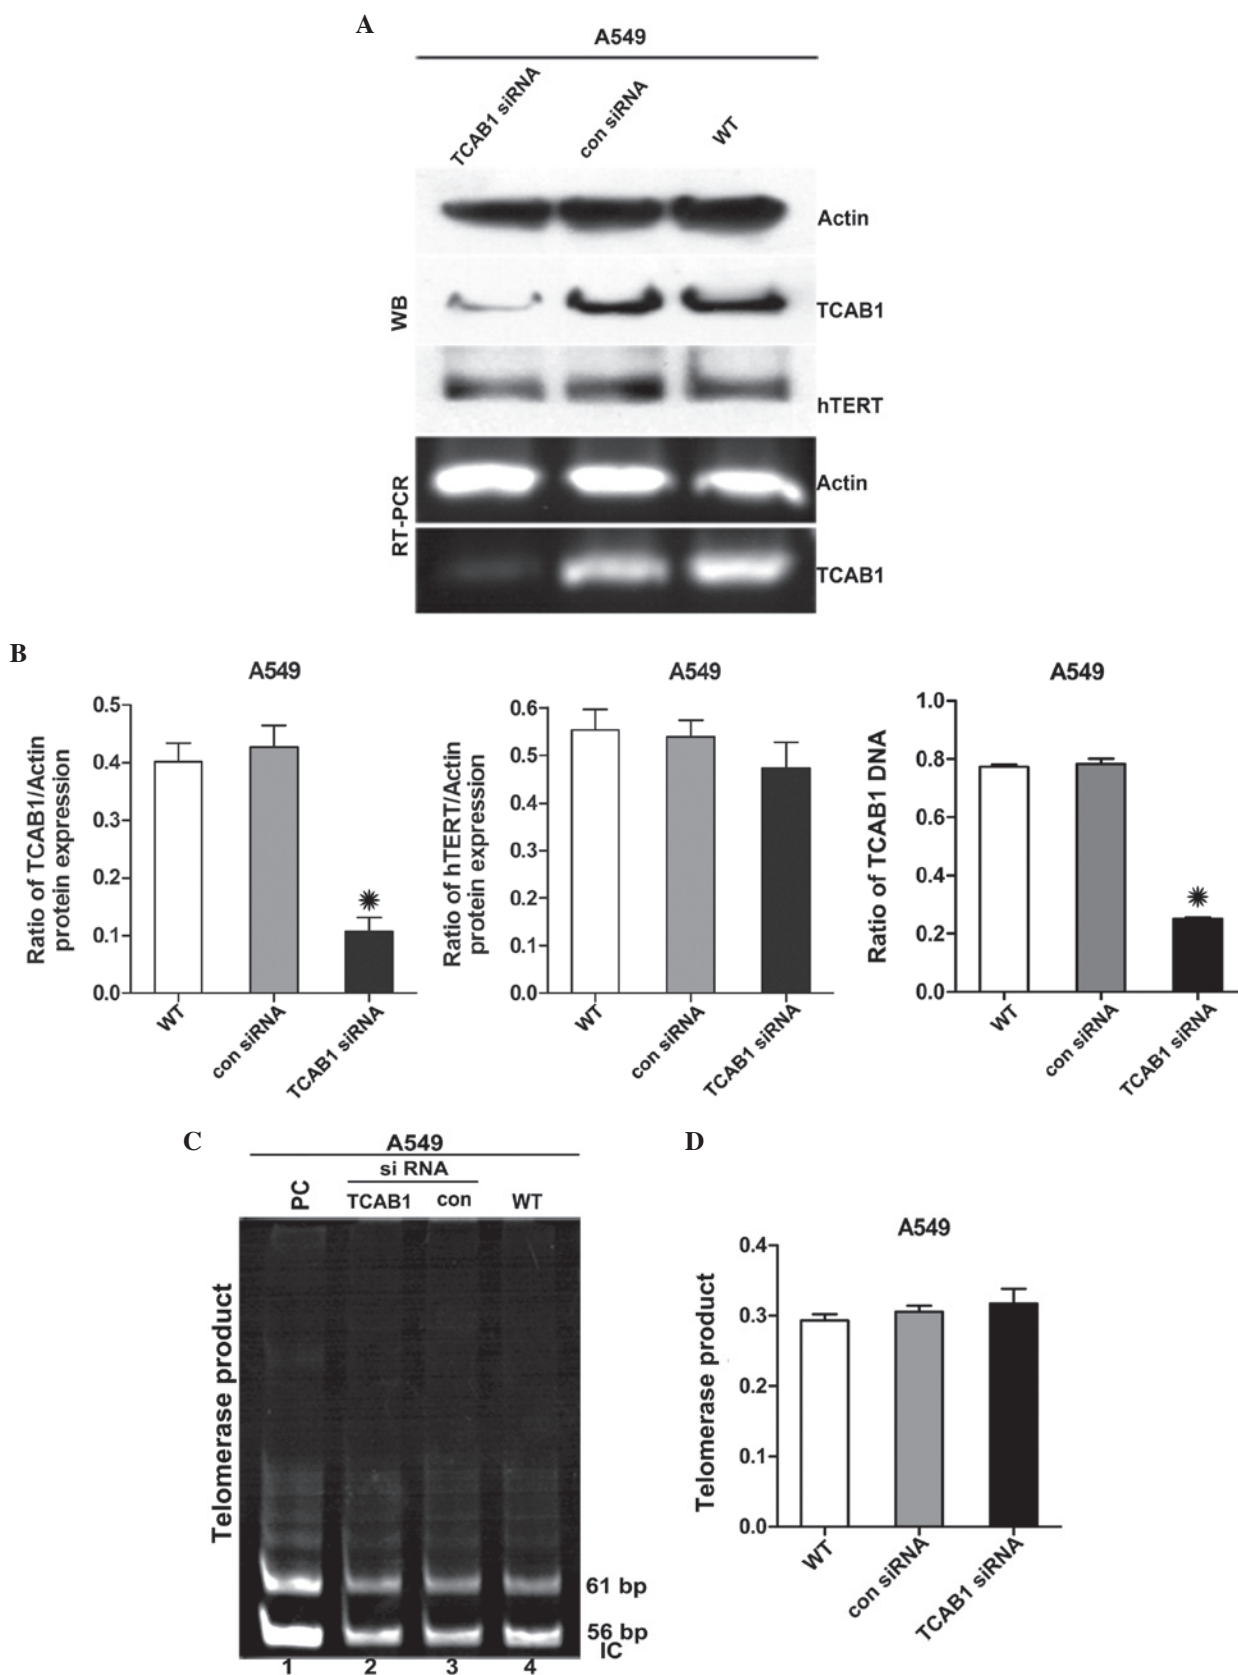 A
A549
TCAB1 siRNA
con siRNA
WT
Actin
WB
TCAB1
hTERT
RT-PCR
Actin
TCAB1
B
A549
Ratio of TCAB1/Actin
protein expression
0.5
0.4
0.3
0.2
0.1
0.0
WT
con siRNA
TCAB1 siRNA
A549
Ratio of hTERT/Actin
protein expression
0.6
0.5
0.4
0.3
0.2
0.1
0.0
WT
con siRNA
TCAB1 siRNA
A549
Ratio of TCAB1 DNA
1.0
0.8
0.6
0.4
0.2
0.0
WT
con siRNA
TCAB1 siRNA
C
A549
si RNA
PC
TCAB1
con
WT
Telomerase product
61 bp
56 bp
IC
1 2 3 4
D
A549
Telomerase product
0.4
0.3
0.2
0.1
0.0
WT
con siRNA
TCAB1 siRNA